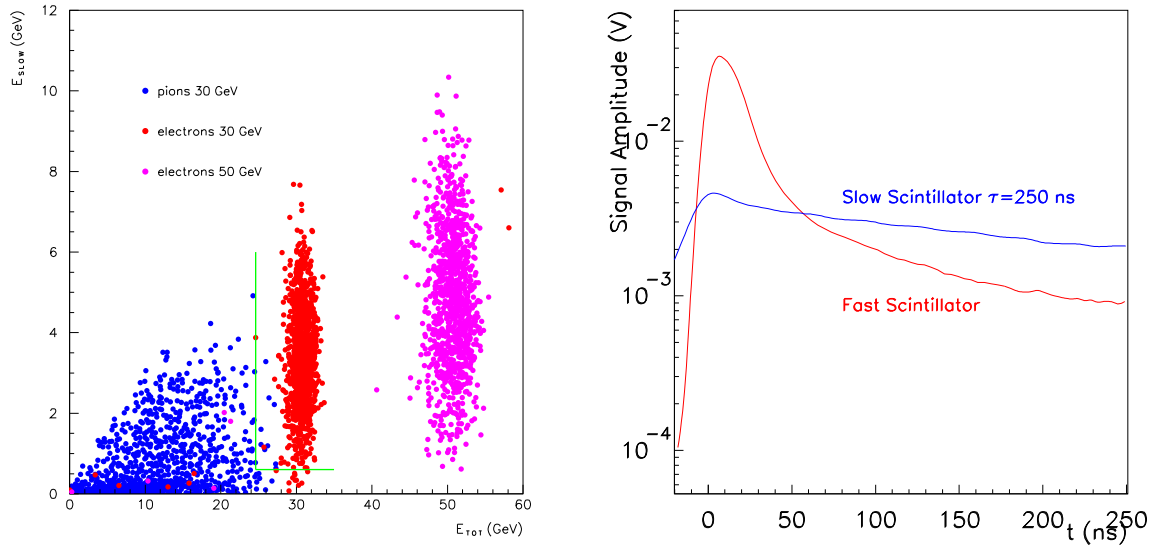 E SLOW (GeV)
12
10
8
6
4
2
0
pions 30 GeV
electrons 30 GeV
electrons 50 GeV
0 10 20 30 40 50 60
E TOT (GeV)
Signal Amplitude (V)
10⁻²
10⁻³
10⁻⁴
Slow Scintillator τ=250 ns
Fast Scintillator
0 50 100 150 200 250
t (ns)